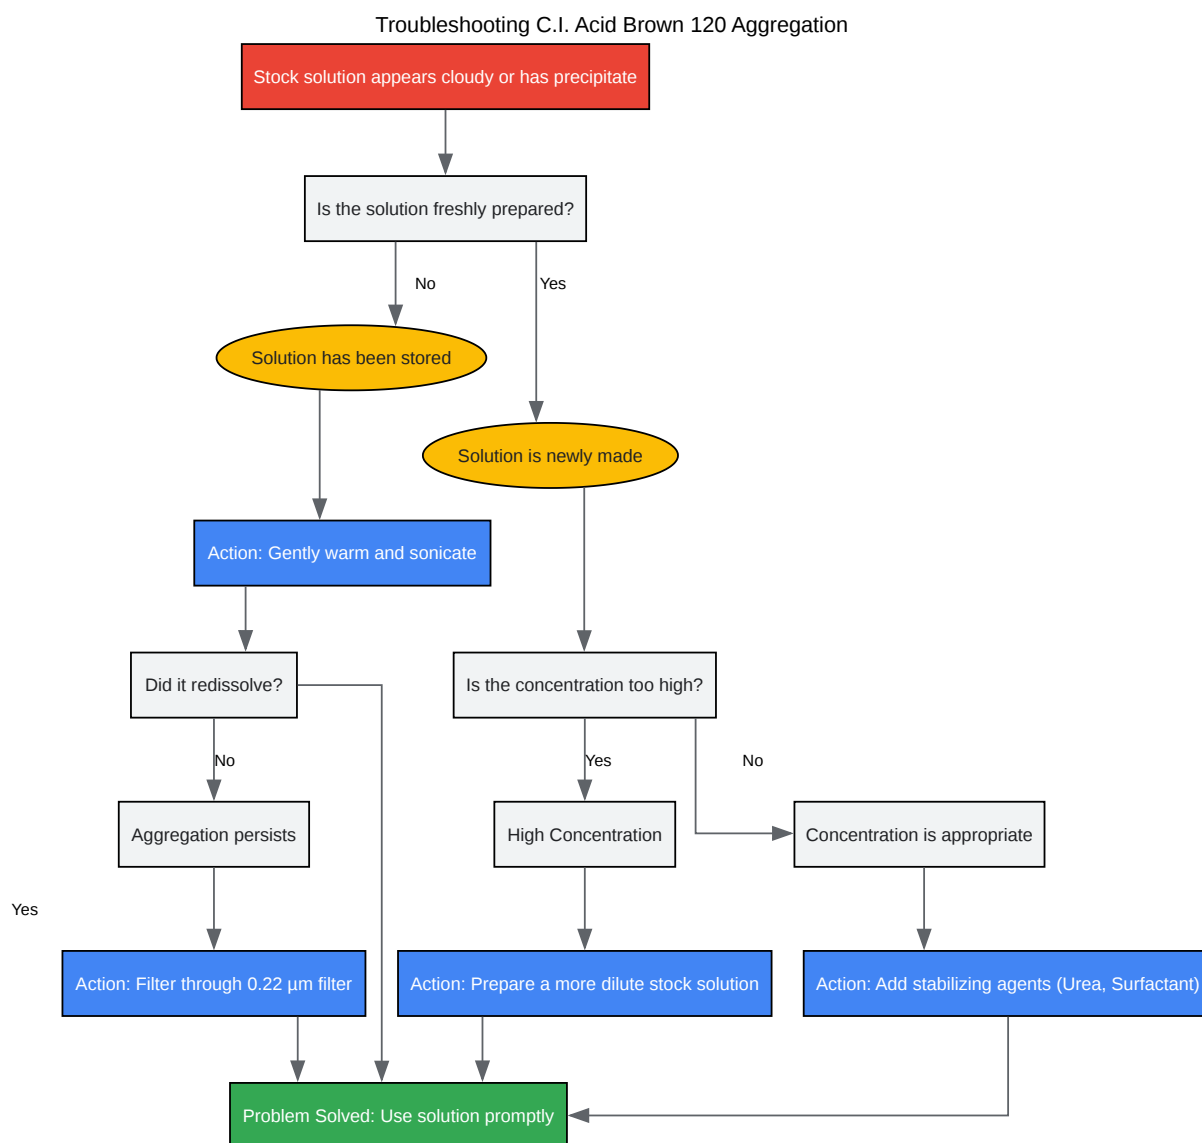 Troubleshooting C.I. Acid Brown 120 Aggregation
Stock solution appears cloudy or has precipitate
Is the solution freshly prepared?
No
Yes
Solution has been stored
Solution is newly made
Action: Gently warm and sonicate
Did it redissolve?
Is the concentration too high?
No
Yes
No
Aggregation persists
High Concentration
Concentration is appropriate
Yes
Action: Filter through 0.22 µm filter
Action: Prepare a more dilute stock solution
Action: Add stabilizing agents (Urea, Surfactant)
Problem Solved: Use solution promptly